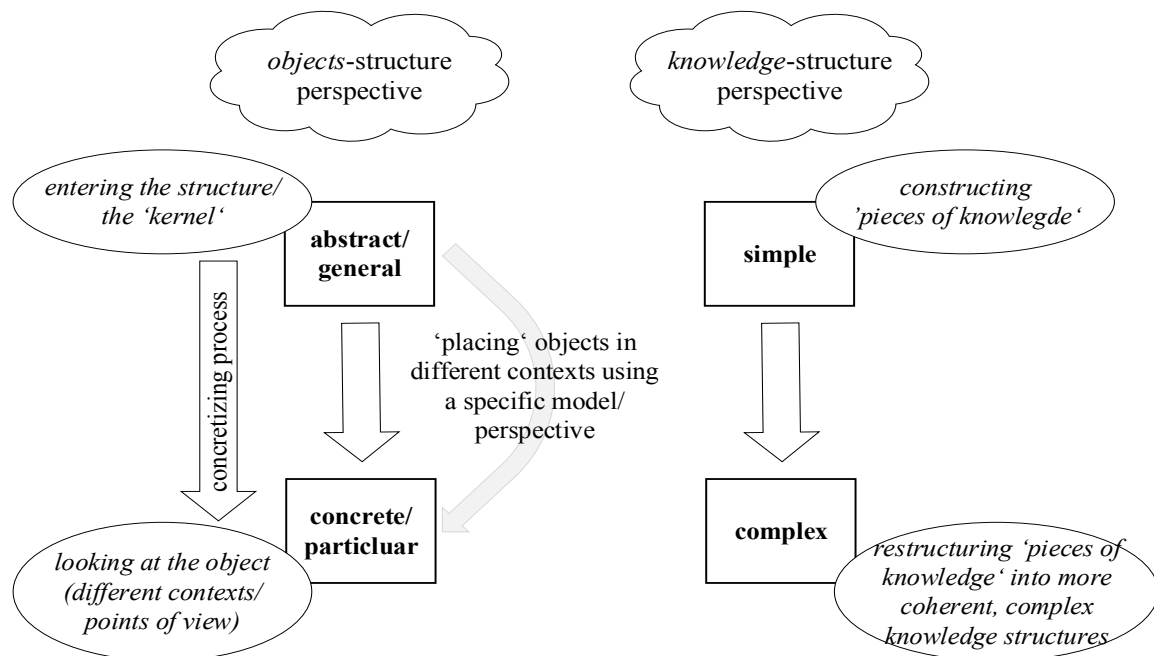 objects-structure
perspective
knowledge-structure
perspective
entering the structure/
the ‘kernel‘
abstract/
general
simple
constructing
’pieces of knowlegde‘
concretizing process
‘placing‘ objects in
different contexts using
a specific model/
perspective
looking at the object
(different contexts/
points of view)
concrete/
particluar
complex
restructuring ‘pieces of
knowledge‘ into more
coherent, complex
knowledge structures